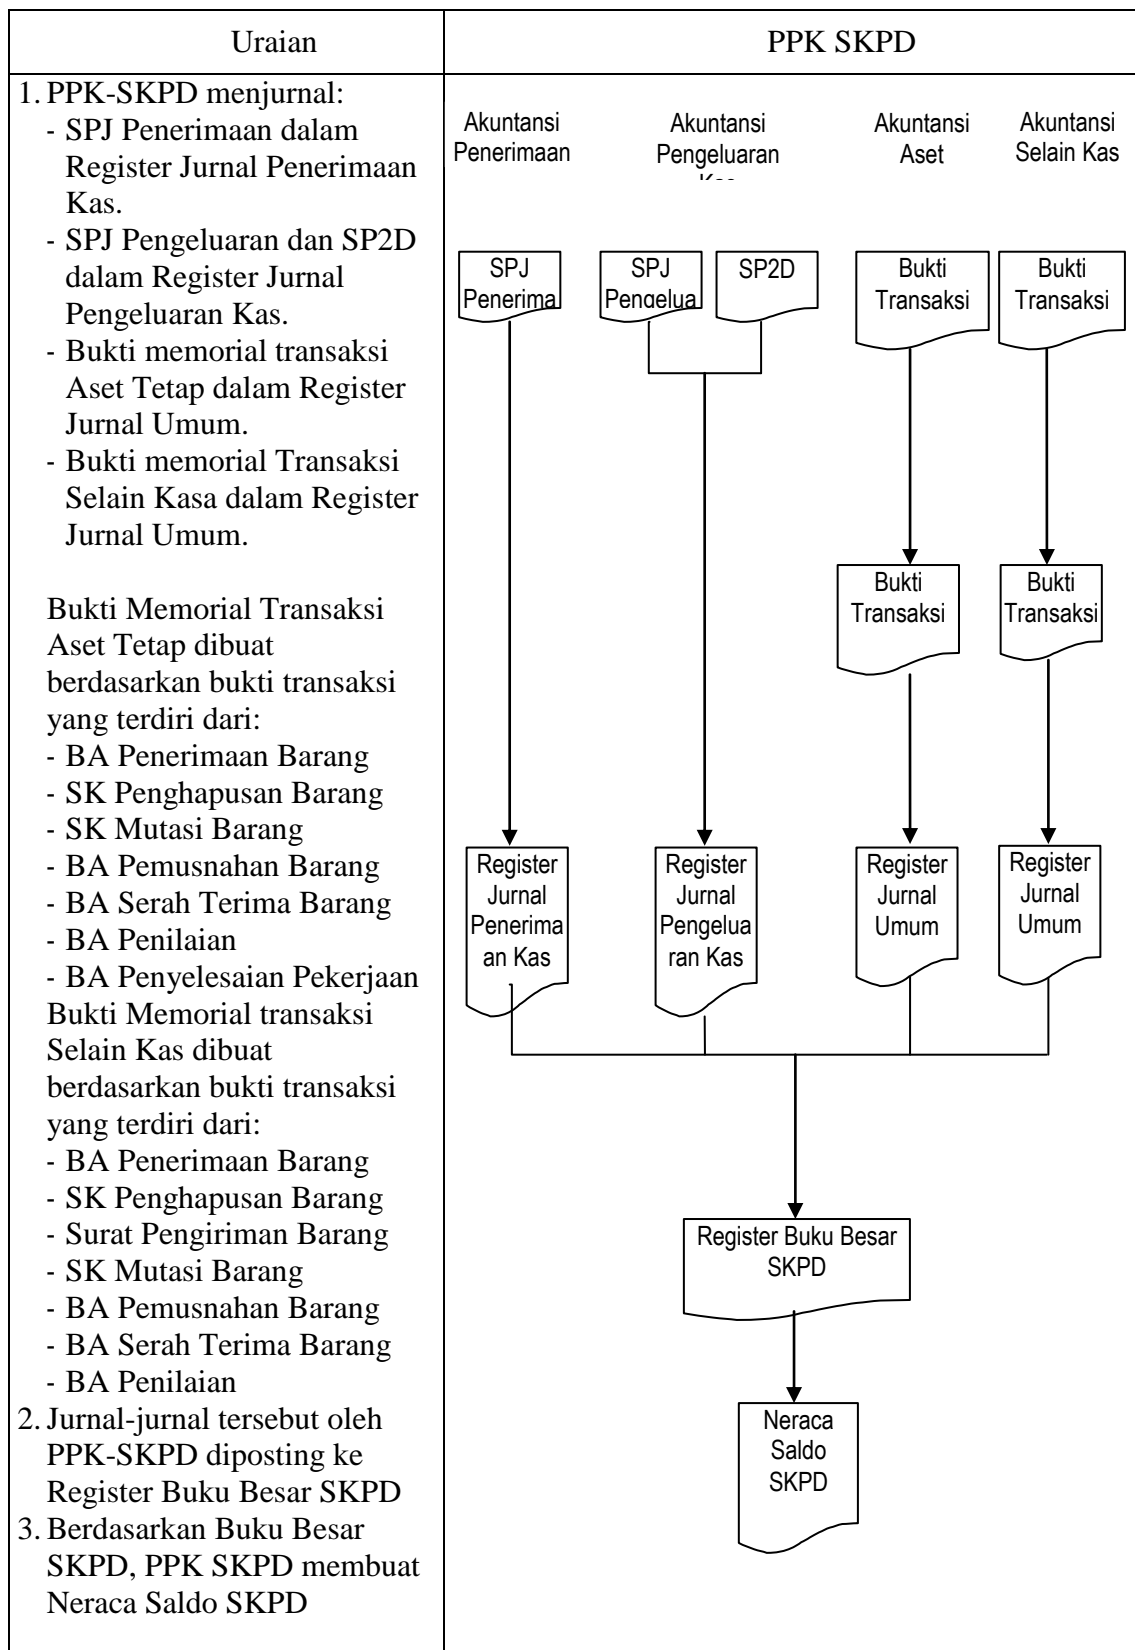 Uraian
PPK SKPD
1. PPK-SKPD menjurnal:
- SPJ Penerimaan dalam
Register Jurnal Penerimaan
Kas.
- SPJ Pengeluaran dan SP2D
dalam Register Jurnal
Pengeluaran Kas.
- Bukti memorial transaksi
Aset Tetap dalam Register
Jurnal Umum.
- Bukti memorial Transaksi
Selain Kasa dalam Register
Jurnal Umum.
Bukti Memorial Transaksi
Aset Tetap dibuat
berdasarkan bukti transaksi
yang terdiri dari:
- BA Penerimaan Barang
- SK Penghapusan Barang
- SK Mutasi Barang
- BA Pemusnahan Barang
- BA Serah Terima Barang
- BA Penilaian
- BA Penyelesaian Pekerjaan
Bukti Memorial transaksi
Selain Kas dibuat
berdasarkan bukti transaksi
yang terdiri dari:
- BA Penerimaan Barang
- SK Penghapusan Barang
- Surat Pengiriman Barang
- SK Mutasi Barang
- BA Pemusnahan Barang
- BA Serah Terima Barang
- BA Penilaian
2. Jurnal-jurnal tersebut oleh
PPK-SKPD diposting ke
Register Buku Besar SKPD
3. Berdasarkan Buku Besar
SKPD, PPK SKPD membuat
Neraca Saldo SKPD
Akuntansi
Penerimaan
Akuntansi
Pengeluaran
Akuntansi
Aset
Akuntansi
Selain Kas
SPJ
Penerima
SPJ
Pengelua
SP2D
Bukti
Transaksi
Bukti
Transaksi
Bukti
Transaksi
Bukti
Transaksi
Register
Jurnal
Penerima
an Kas
Register
Jurnal
Pengelua
ran Kas
Register
Jurnal
Umum
Register
Jurnal
Umum
Register Buku Besar
SKPD
Neraca
Saldo
SKPD